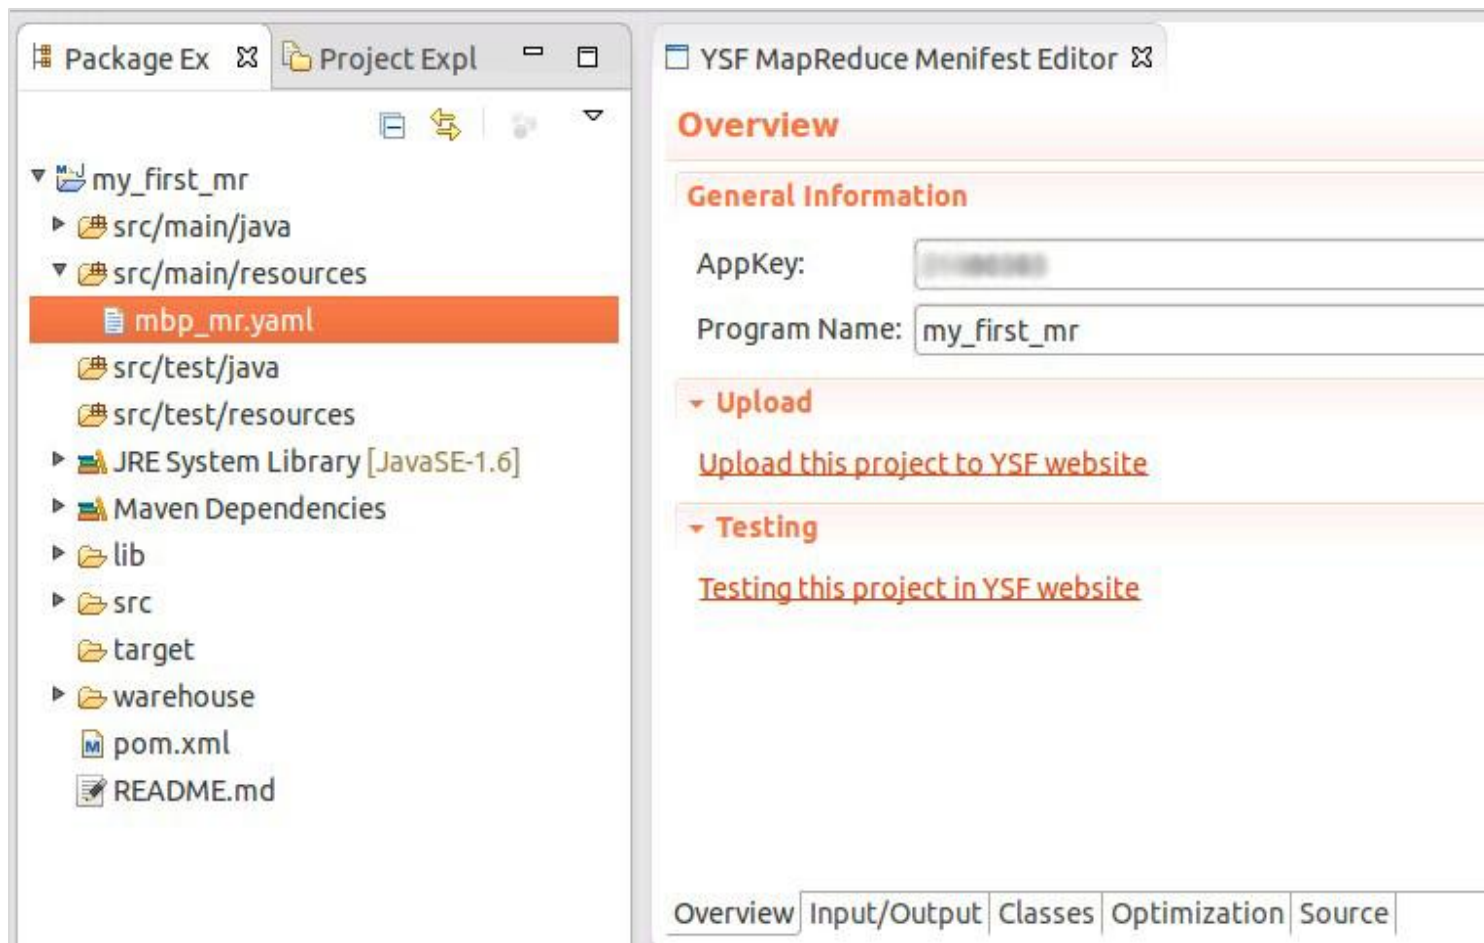 Package Ex
Project Expl
my_first_mr
src/main/java
src/main/resources
mbp_mr.yaml
src/test/java
src/test/resources
JRE System Library [JavaSE-1.6]
Maven Dependencies
lib
src
target
warehouse
pom.xml
README.md
YSF MapReduce Menifest Editor
Overview
General Information
AppKey:
Program Name: my_first_mr
Upload
Upload this project to YSF website
Testing
Testing this project in YSF website
Overview Input/Output Classes Optimization Source